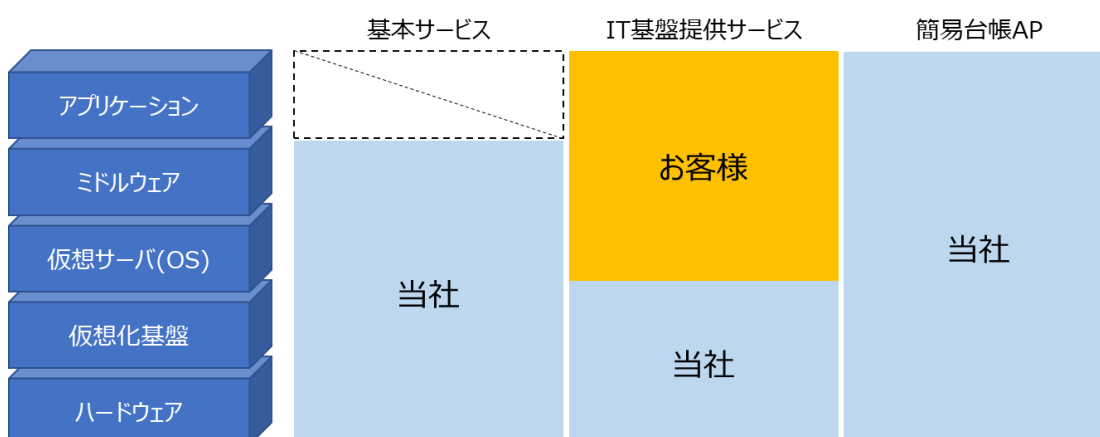 基本サービス
IT基盤提供サービス
簡易台帳AP
アプリケーション
ミドルウェア
仮想サーバ(OS)
仮想化基盤
ハードウェア
当社
お客様
当社
当社